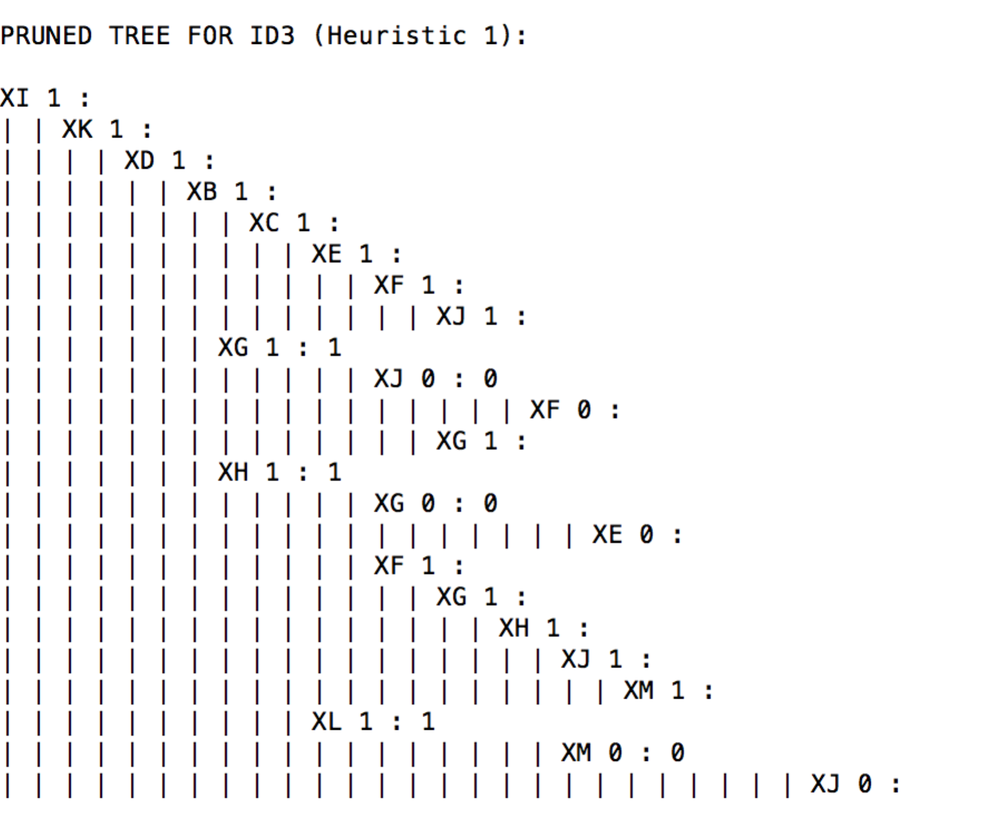 PRUNED TREE FOR ID3 (Heuristic 1):
XI 1 :
| | XK 1 :
| | | | XD 1 :
| | | | | | XB 1 :
| | | | | | | | XC 1 :
| | | | | | | | | | XE 1 :
| | | | | | | | | | | | XF 1 :
| | | | | | | | | | | | | | XJ 1 :
| | | | | | | XG 1 : 1
| | | | | | | | | | | | XJ 0 : 0
| | | | | | | | | | | | | | | | | XF 0 :
| | | | | | | | | | | | | | XG 1 :
| | | | | | | XH 1 : 1
| | | | | | | | | | | | XG 0 : 0
| | | | | | | | | | | | | | | | | | | XE 0 :
| | | | | | | | | | | | XF 1 :
| | | | | | | | | | | | | | XG 1 :
| | | | | | | | | | | | | | | | XH 1 :
| | | | | | | | | | | | | | | | | | XJ 1 :
| | | | | | | | | | | | | | | | | | | | XM 1 :
| | | | | | | | | | XL 1 : 1
| | | | | | | | | | | | | | | | | | XM 0 : 0
| | | | | | | | | | | | | | | | | | | | | | | | | | XJ 0 :